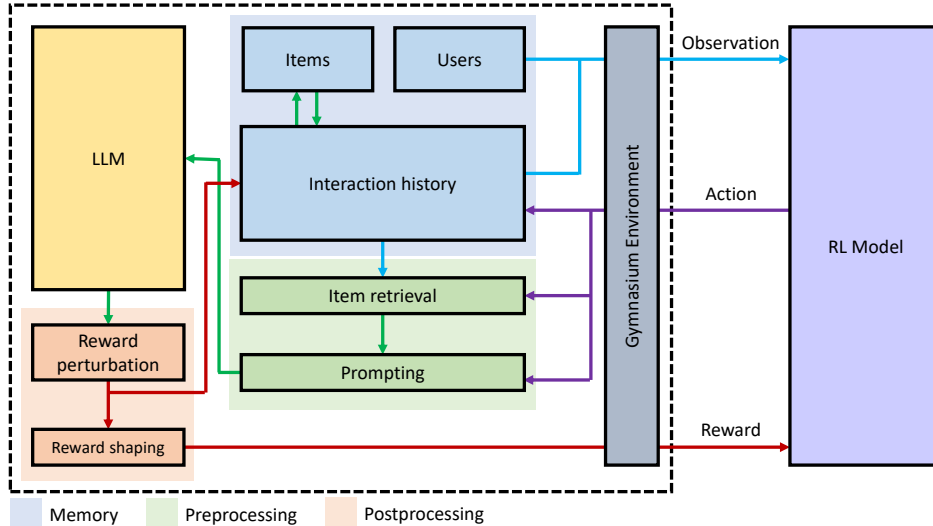 Items
Users
Observation
LLM
Interaction history
Gymnasium Environment
Action
RL Model
Item retrieval
Reward
perturbation
Prompting
Reward shaping
Reward
Memory
Preprocessing
Postprocessing